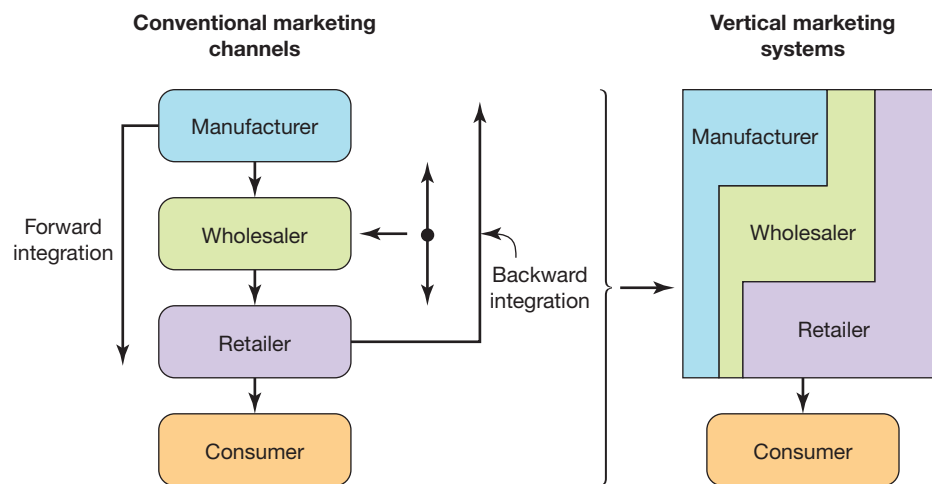 Conventional marketing
channels
Vertical marketing
systems
Manufacturer
Wholesaler
Retailer
Consumer
Forward
integration
Backward
integration
Manufacturer
Wholesaler
Retailer
Consumer